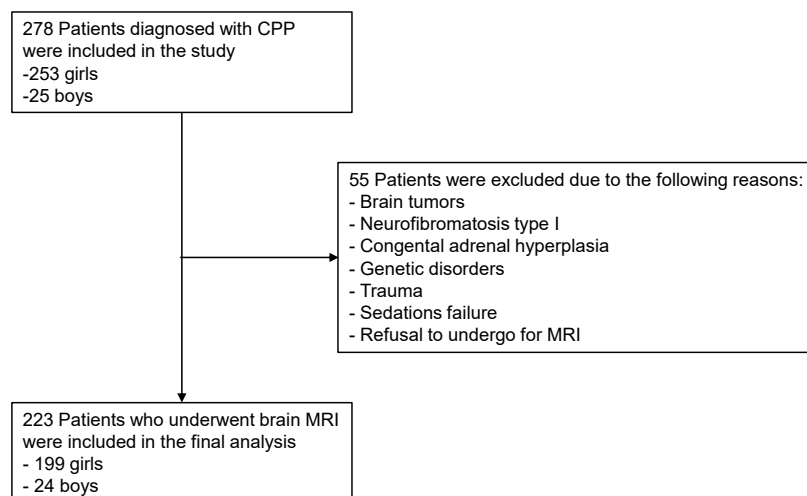 278 Patients diagnosed with CPP
were included in the study
-253 girls
-25 boys
55 Patients were excluded due to the following reasons:
- Brain tumors
- Neurofibromatosis type I
- Congental adrenal hyperplasia
- Genetic disorders
- Trauma
- Sedations failure
- Refusal to undergo for MRI
223 Patients who underwent brain MRI
were included in the final analysis
- 199 girls
- 24 boys